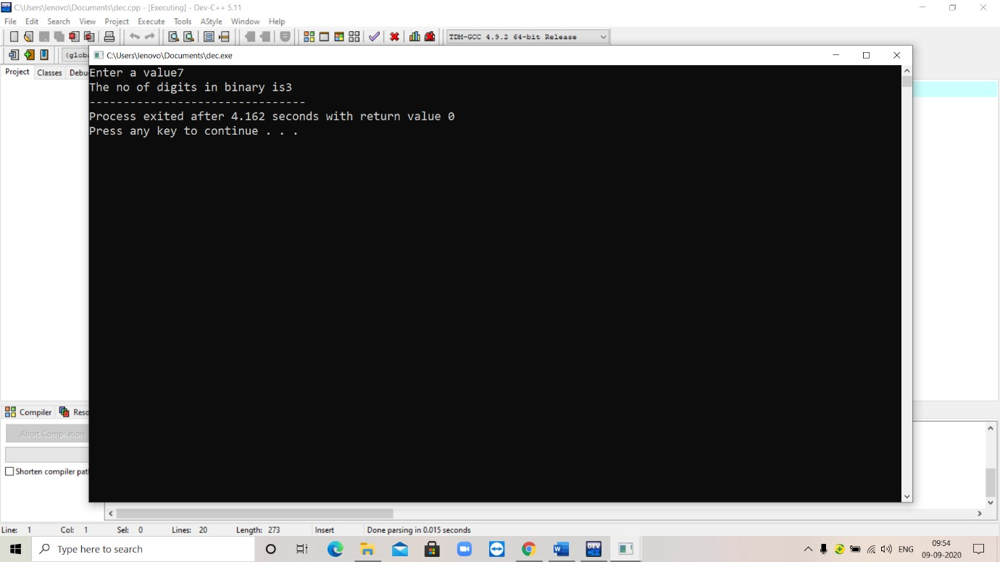 C:\Users\lenovo\Documents\dec.cpp - [Executing] - Dev-C++ 5.11
File Edit Search View Project Execute Tools AStyle Window Help
TDM-GCC 4.9.2 64-bit Release
(globa
C:\Users\lenovo\Documents\dec.exe
Project Classes Debu
Enter a value7
The no of digits in binary is3
--------------------------------
Process exited after 4.162 seconds with return value 0
Press any key to continue . . .
Compiler Reso
Abort Compilation
Shorten compiler pat
Line: 1 Col: 1 Sel: 0 Lines: 20 Length: 273 Insert Done parsing in 0.015 seconds
Type here to search
DEV
ENG
09:54
09-09-2020